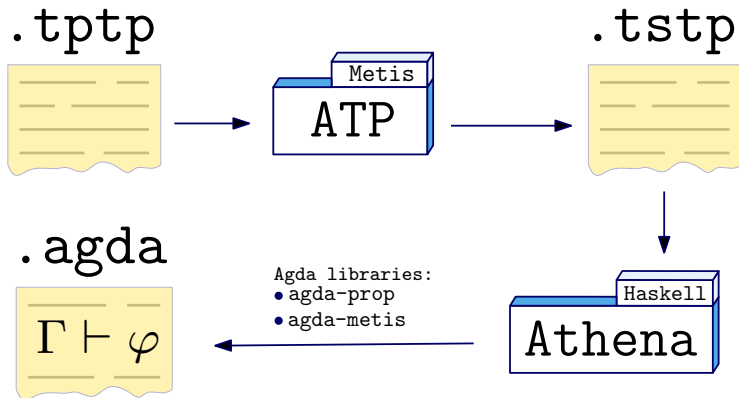 .tptp
Metis
ATP
.tstp
.agda
Γ ⊢ φ
Agda libraries:
• agda-prop
• agda-metis
Haskell
Athena